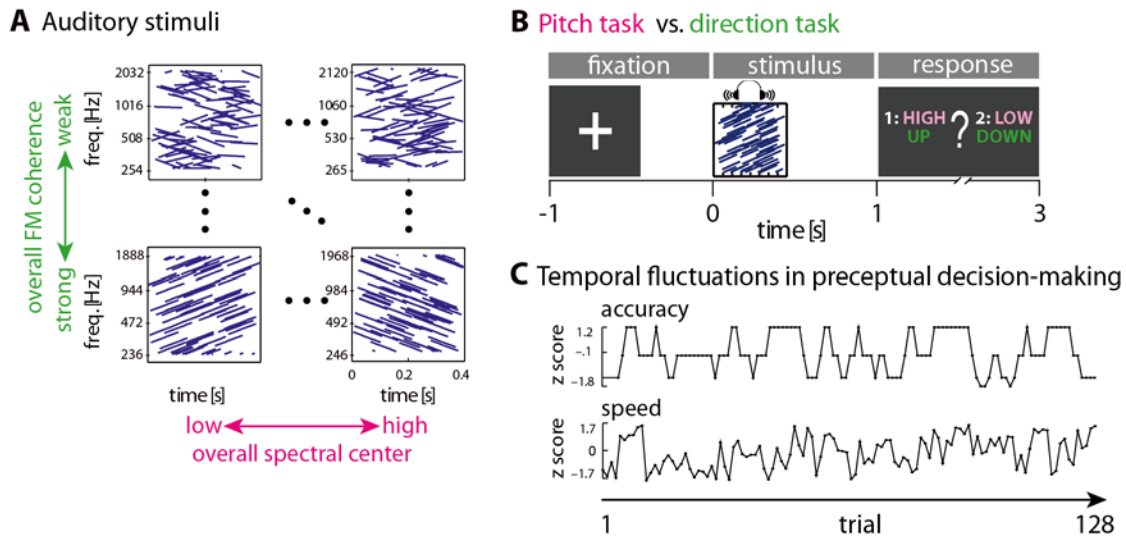 A Auditory stimuli
overall FM coherence
strong
weak
freq.[Hz]
2032
1016
508
254
2120
1060
530
265
freq.[Hz]
1888
944
472
236
1968
984
492
246
0
0.2
0.4
time[s]
time[s]
low
high
overall spectral center
B Pitch task vs. direction task
fixation
stimulus
response
1: HIGH ? 2: LOW
UP
DOWN
-1
0
1
3
time[s]
C Temporal fluctuations in preceptual decision-making
accuracy
z score
1.2
-.1
-1.8
speed
z score
1.7
0
-1.7
1
trial
128